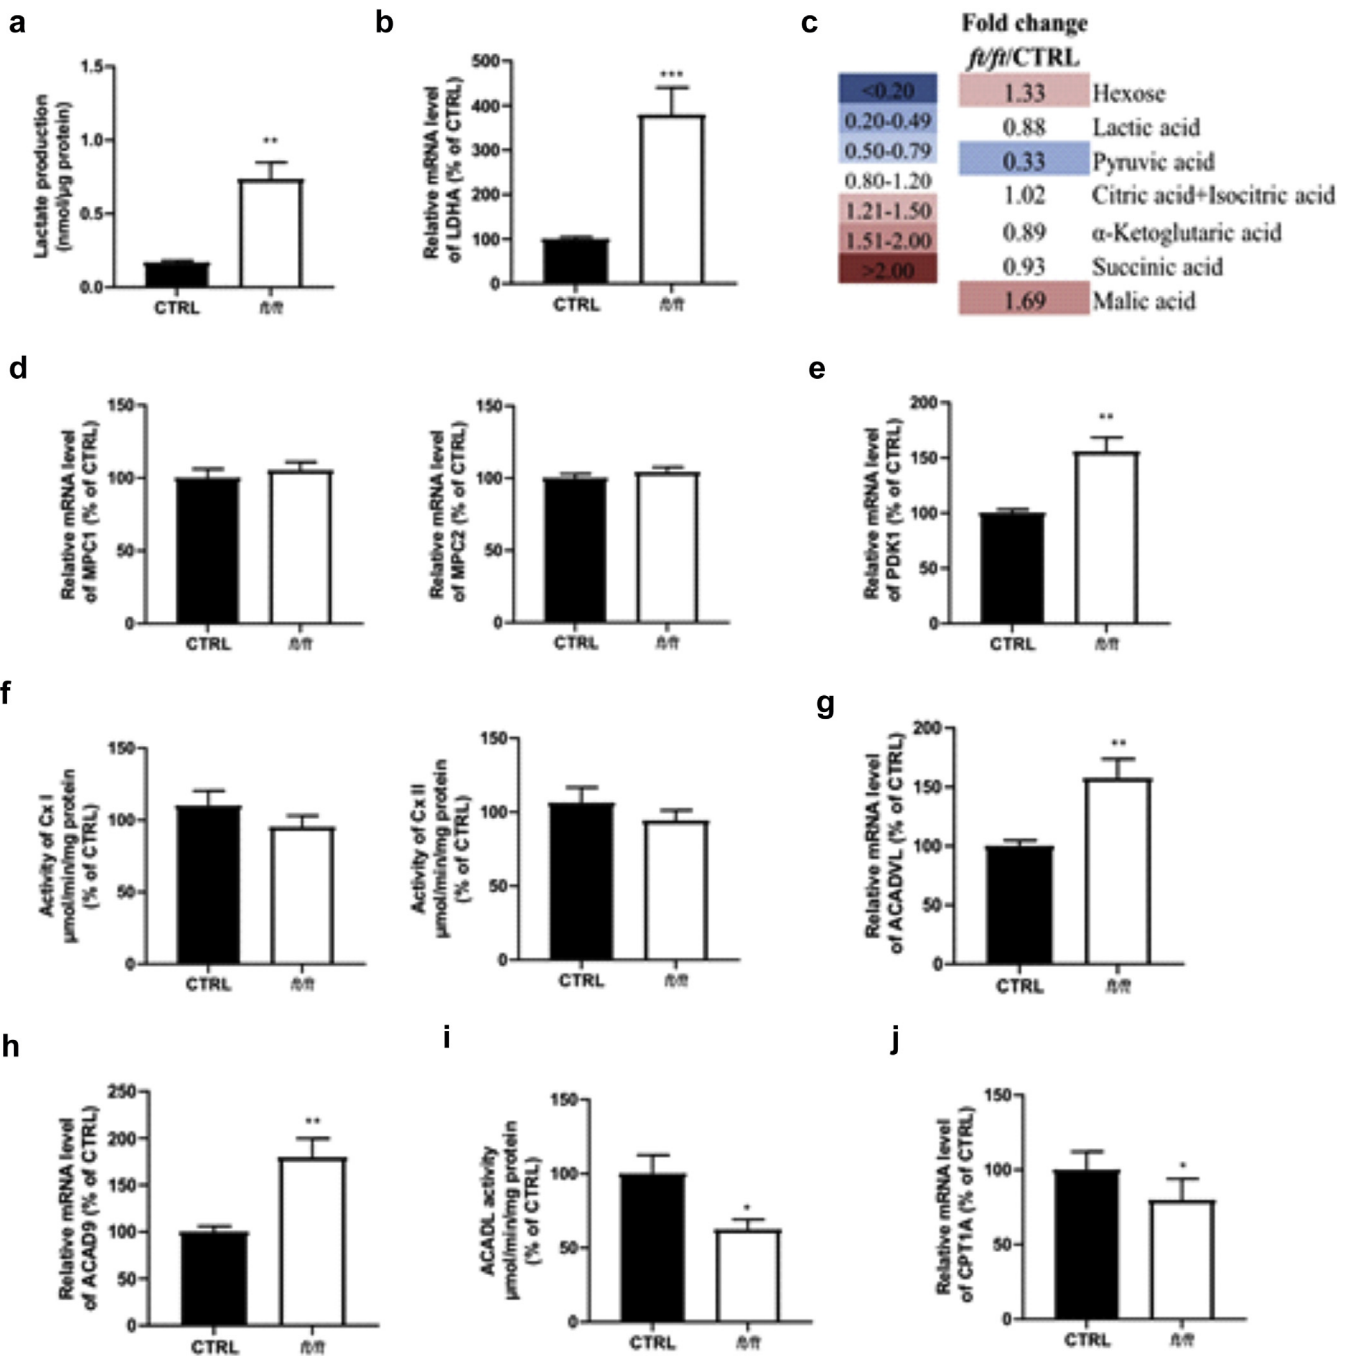 a
1.5
1.0
0.5
0.0
Lactate production
(nmol/µg protein)
**
CTRL
ft/ft
b
500
400
300
200
100
0
Relative mRNA level
of LDHA (% of CTRL)
***
CTRL
ft/ft
c
Fold change
ft/ft/CTRL
<0.20
0.20-0.49
0.50-0.79
0.80-1.20
1.21-1.50
1.51-2.00
>2.00
1.33 Hexose
0.88 Lactic acid
0.33 Pyruvic acid
1.02 Citric acid+Isocitric acid
0.89 α-Ketoglutaric acid
0.93 Succinic acid
1.69 Malic acid
d
150
100
50
0
Relative mRNA level
of MPC1 (% of CTRL)
CTRL
ft/ft
150
100
50
0
Relative mRNA level
of MPC2 (% of CTRL)
CTRL
ft/ft
e
200
150
100
50
0
Relative mRNA level
of PDK1 (% of CTRL)
**
CTRL
ft/ft
f
150
100
50
0
Activity of Cx I
µmol/min/mg protein
(% of CTRL)
CTRL
ft/ft
150
100
50
0
Activity of Cx II
µmol/min/mg protein
(% of CTRL)
CTRL
ft/ft
g
200
150
100
50
0
Relative mRNA level
of ACADVL (% of CTRL)
**
CTRL
ft/ft
h
250
200
150
100
50
0
Relative mRNA level
of ACAD9 (% of CTRL)
**
CTRL
ft/ft
i
150
100
50
0
ACADL activity
µmol/min/mg protein
(% of CTRL)
*
CTRL
ft/ft
j
150
100
50
0
Relative mRNA level
of CPT1A (% of CTRL)
*
CTRL
ft/ft